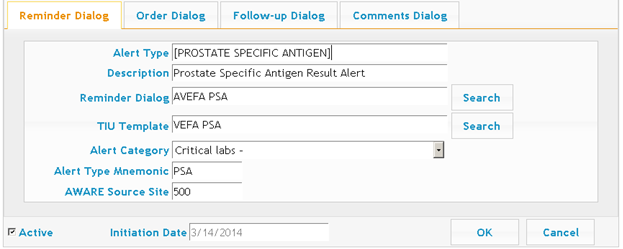 Reminder Dialog Order Dialog Follow-up Dialog Comments Dialog
Alert Type [PROSTATE SPECIFIC ANTIGEN]
Description Prostate Specific Antigen Result Alert
Reminder Dialog AVEFA PSA Search
TIU Template VEFA PSA Search
Alert Category Critical labs -
Alert Type Mnemonic PSA
AWARE Source Site 500
Active Initiation Date 3/14/2014 OK Cancel